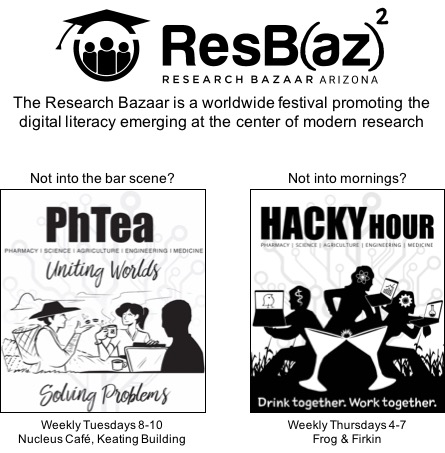 ResB(az)²
RESEARCH BAZAAR ARIZONA
The Research Bazaar is a worldwide festival promoting the
digital literacy emerging at the center of modern research
Not into the bar scene?
PhTea
PHARMACY | SCIENCE | AGRICULTURE | ENGINEERING | MEDICINE
Uniting Worlds
Solving Problems
Weekly Tuesdays 8-10
Nucleus Café, Keating Building
Not into mornings?
HACKY HOUR
PHARMACY | SCIENCE | AGRICULTURE | ENGINEERING | MEDICINE
Drink together. Work together.
Weekly Thursdays 4-7
Frog & Firkin